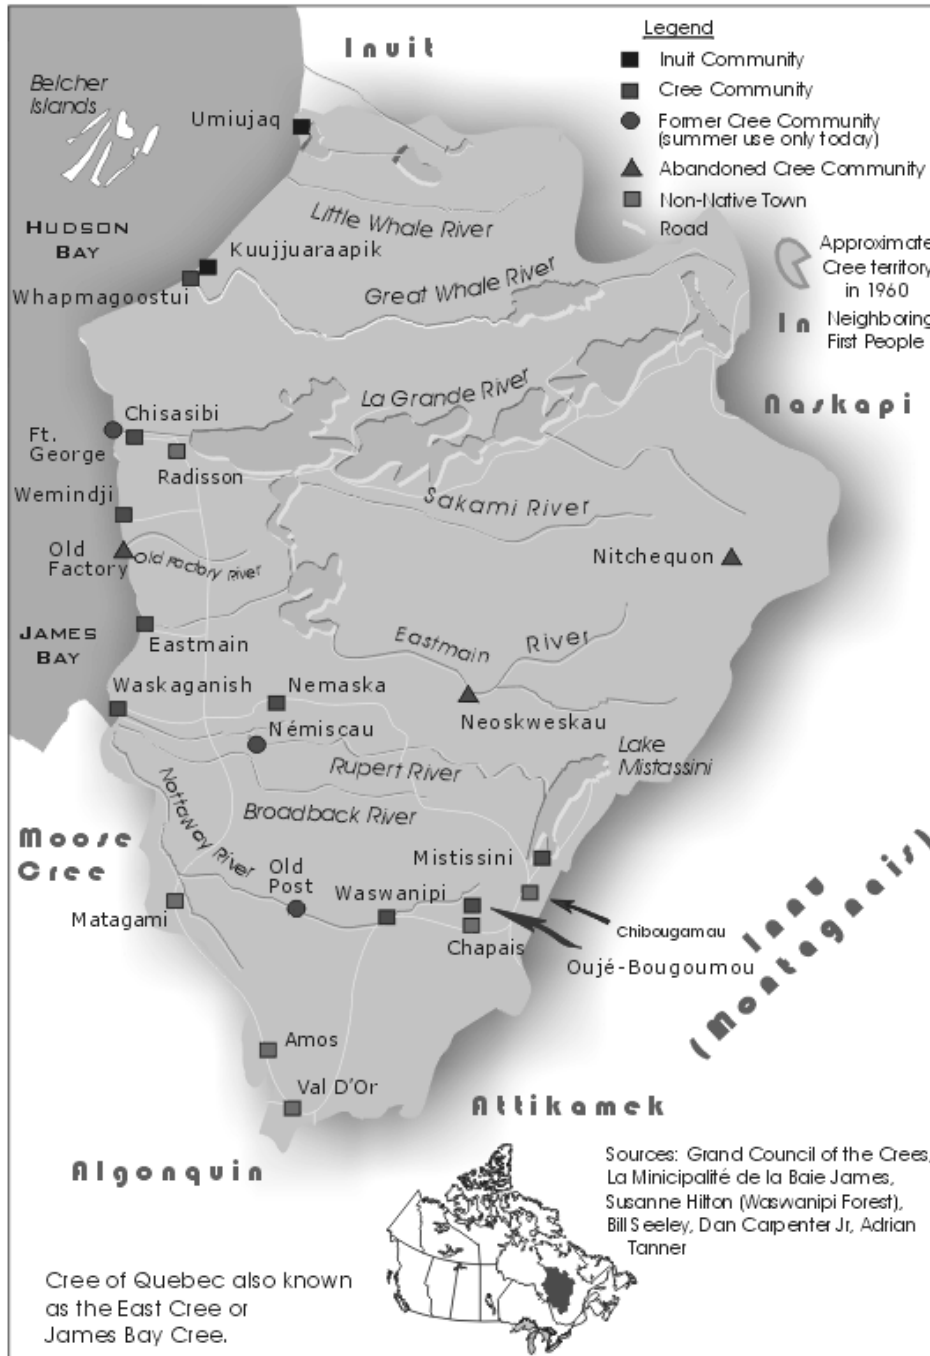 Inuit
Legend
Inuit Community
Cree Community
Former Cree Community
(summer use only today)
Abandoned Cree Community
Non-Native Town
Road
Approximate
Cree territory
in 1960
In Neighboring
First People
Belcher
Islands
Umiujaq
Little Whale River
HUDSON
BAY
Kuujjuaraapik
Whapmagoostui
Great Whale River
La Grande River
Naskapi
Chisasibi
Ft.
George
Radisson
Wemindji
Sakami River
Old
Factory
Old Factory River
Nitchequon
JAMES
BAY
Eastmain
Eastmain River
Waskaganish
Nemaska
Neoskweskau
Némiscau
Lake
Mistassini
Rupert River
Nottaway River
Broadback River
Moose
Cree
Mistissini
Old
Post
Waswanipi
Matagami
Chapais
Chibougamau
Oujé-Bougoumou
Innu
(Montagnais)
Amos
Val D'Or
Attikamek
Algonquin
Sources: Grand Council of the Crees,
La Minicipalité de la Baie James,
Susanne Hilton (Waswanipi Forest),
Bill Seeley, Dan Carpenter Jr, Adrian
Tanner
Cree of Quebec also known
as the East Cree or
James Bay Cree.